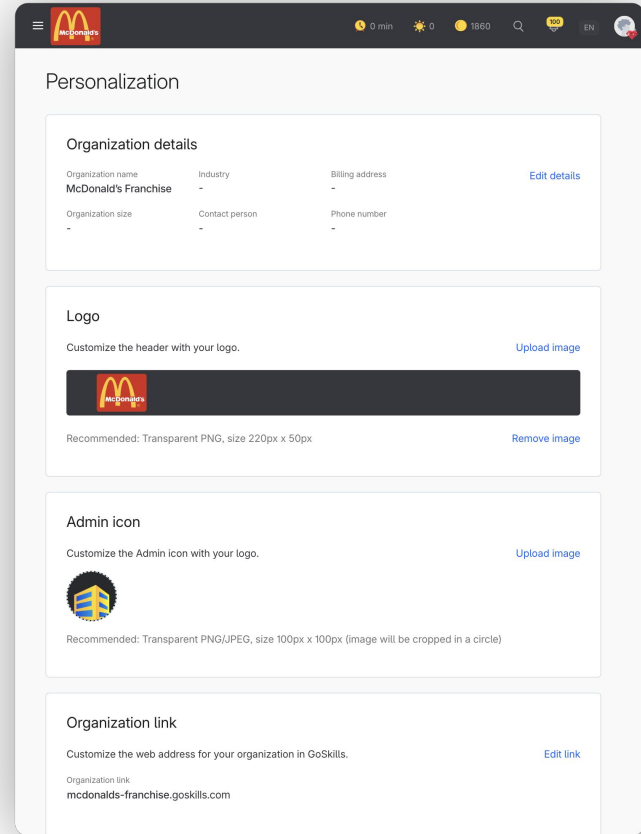 McDonald's
0 min
0
1860
100
EN
Personalization
Organization details
Organization name Industry Billing address
Edit details
McDonald's Franchise - -
Organization size Contact person Phone number
- - -
Logo
Customize the header with your logo.
Upload image
McDonald's
Recommended: Transparent PNG, size 220px x 50px
Remove image
Admin icon
Customize the Admin icon with your logo.
Upload image
Recommended: Transparent PNG/JPEG, size 100px x 100px (image will be cropped in a circle)
Organization link
Customize the web address for your organization in GoSkills.
Edit link
Organization link
mcdonalds-franchise.goskills.com